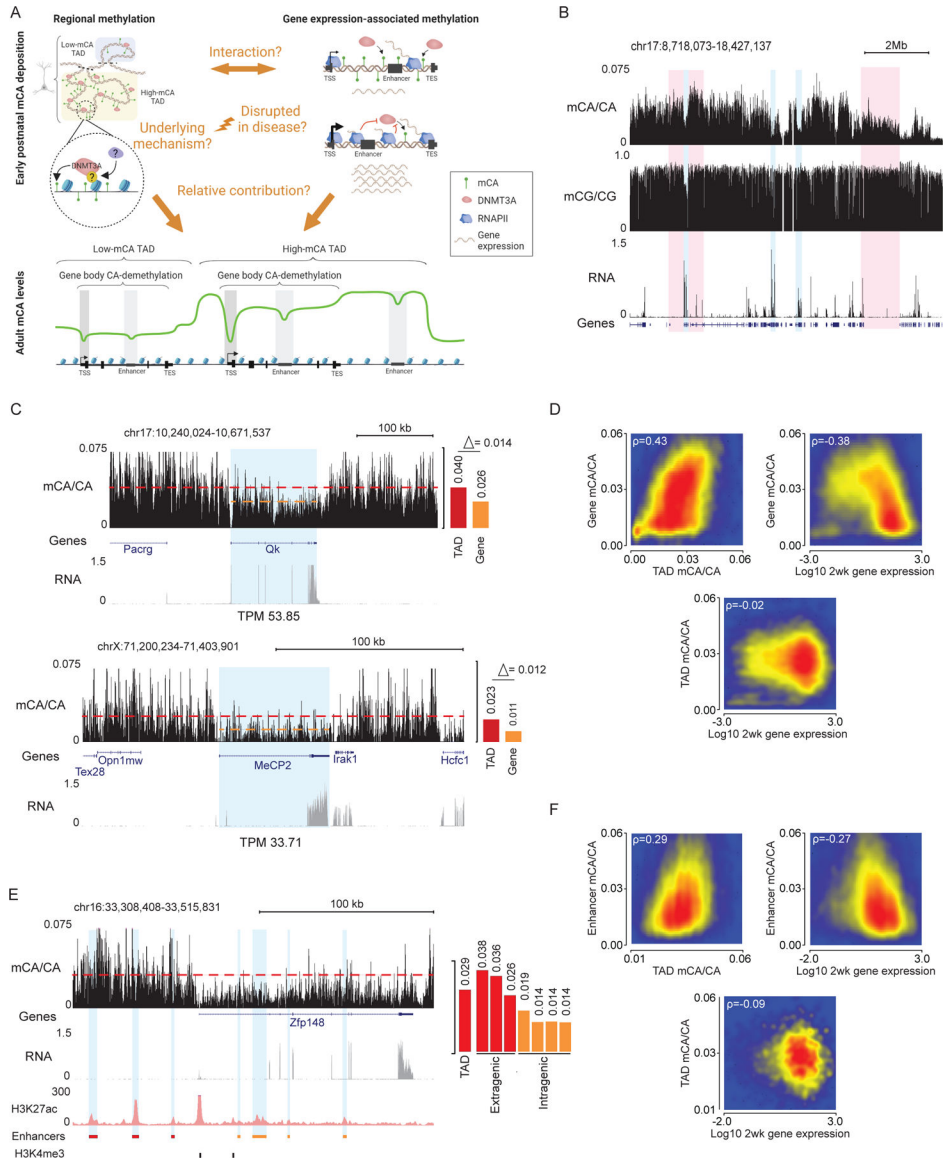 A
Regional methylation
Gene expression-associated methylation
Early postnatal mCA deposition
Low-mCA
TAD
High-mCA
TAD
Interaction?
TSS
Enhancer
TES
Disrupted
in disease?
Underlying
mechanism?
?
DNMT3A
?
TSS
Enhancer
TES
Relative contribution?
mCA
DNMT3A
RNAPII
Gene
expression
Low-mCA TAD
High-mCA TAD
Gene body CA-demethylation
Gene body CA-demethylation
Adult mCA levels
TSS
Enhancer
TES
TSS
Enhancer
TES
Enhancer
B
chr17:8,718,073-18,427,137
2Mb
0.075
mCA/CA
0
1.0
mCG/CG
0
1.5
RNA
0
Genes
C
chr17:10,240,024-10,671,537
100 kb
Δ= 0.014
0.075
mCA/CA
0
0.040
0.026
TAD
Gene
Genes
Pacrg
Qk
1.5
RNA
0
TPM 53.85
chrX:71,200,234-71,403,901
100 kb
Δ= 0.012
0.075
mCA/CA
0
0.023
0.011
TAD
Gene
Genes
Tex28
Opn1mw
MeCP2
Irak1
Hcfc1
1.5
RNA
0
TPM 33.71
D
ρ=0.43
Gene mCA/CA
0.06
0.03
0.00
0.00
0.03
0.06
TAD mCA/CA
ρ=-0.38
Gene mCA/CA
0.06
0.03
0.00
-3.0
3.0
Log10 2wk gene expression
ρ=-0.02
TAD mCA/CA
0.06
0.03
0.00
-3.0
3.0
Log10 2wk gene expression
E
chr16:33,308,408-33,515,831
100 kb
0.075
mCA/CA
0
Genes
Zfp148
1.5
RNA
0
300
H3K27ac
0
Enhancers
H3K4me3
0.029
0.038
0.036
0.026
0.019
0.014
0.014
0.014
TAD
Extragenic
Intragenic
F
ρ=0.29
Enhancer mCA/CA
0.06
0.03
0.00
0.01
0.06
TAD mCA/CA
ρ=-0.27
Enhancer mCA/CA
0.06
0.03
0.00
-2.0
3.0
Log10 2wk gene expression
ρ=-0.09
TAD mCA/CA
0.06
0.03
0.01
-2.0
3.0
Log10 2wk gene expression